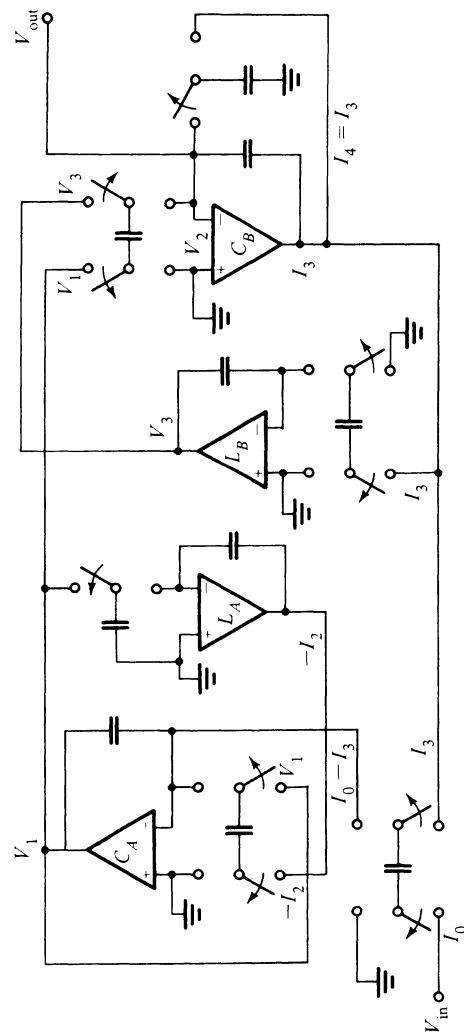 V_out
V_1
V_3
V_2
C_B
+
−
I_3
I_4 = I_3
V_3
L_B
+
−
I_3
L_A
+
−
−I_2
V_1
C_A
+
−
−I_2
V_1
I_0 − I_3
I_3
V_in
I_0